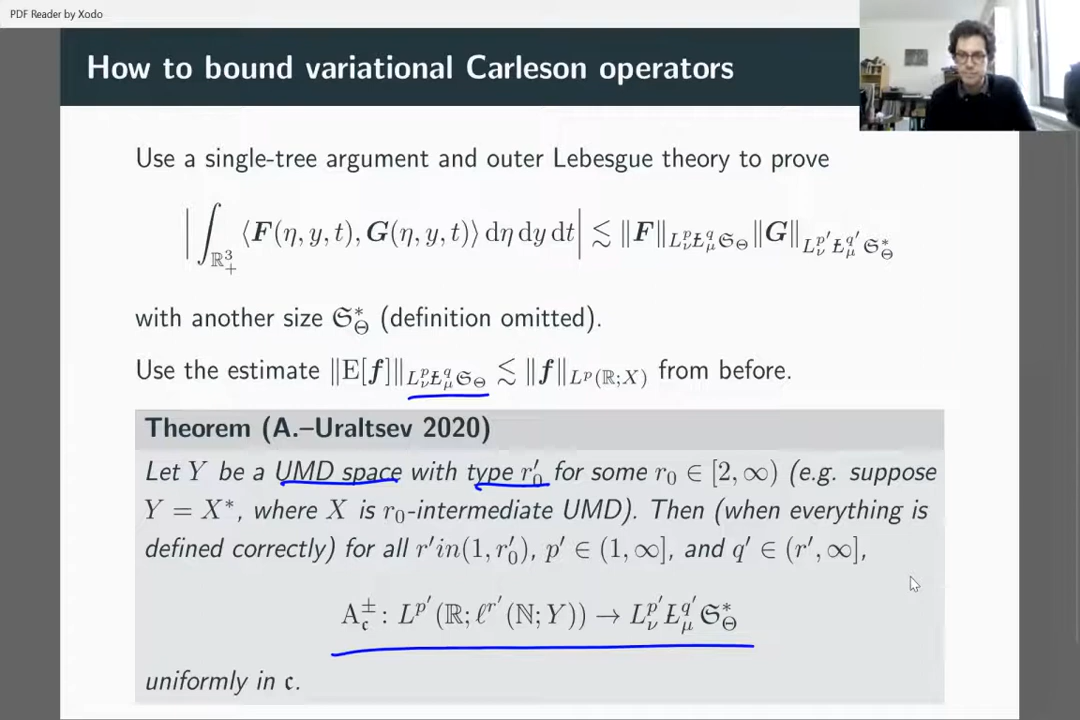 PDF Reader by Xodo
How to bound variational Carleson operators
Use a single-tree argument and outer Lebesgue theory to prove
|∫_{ℝ³₊} ⟨F(η, y, t), G(η, y, t)⟩ dη dy dt| ≲ ‖F‖_{L^p_ν Ł^q_μ 𝔖_Θ} ‖G‖_{L^{p′}_ν Ł^{q′}_μ 𝔖*_Θ}
with another size 𝔖*_Θ (definition omitted).
Use the estimate ‖E[f]‖_{L^p_ν Ł^q_μ 𝔖_Θ} ≲ ‖f‖_{L^p(ℝ;X)} from before.
Theorem (A.–Uraltsev 2020)
Let Y be a UMD space with type r′₀ for some r₀ ∈ [2, ∞) (e.g. suppose
Y = X*, where X is r₀-intermediate UMD). Then (when everything is
defined correctly) for all r′in(1, r′₀), p′ ∈ (1, ∞], and q′ ∈ (r′, ∞],
A^±_𝔠 : L^{p′}(ℝ; ℓ^{r′}(ℕ; Y)) → L^{p′}_ν Ł^{q′}_μ 𝔖*_Θ
uniformly in 𝔠.